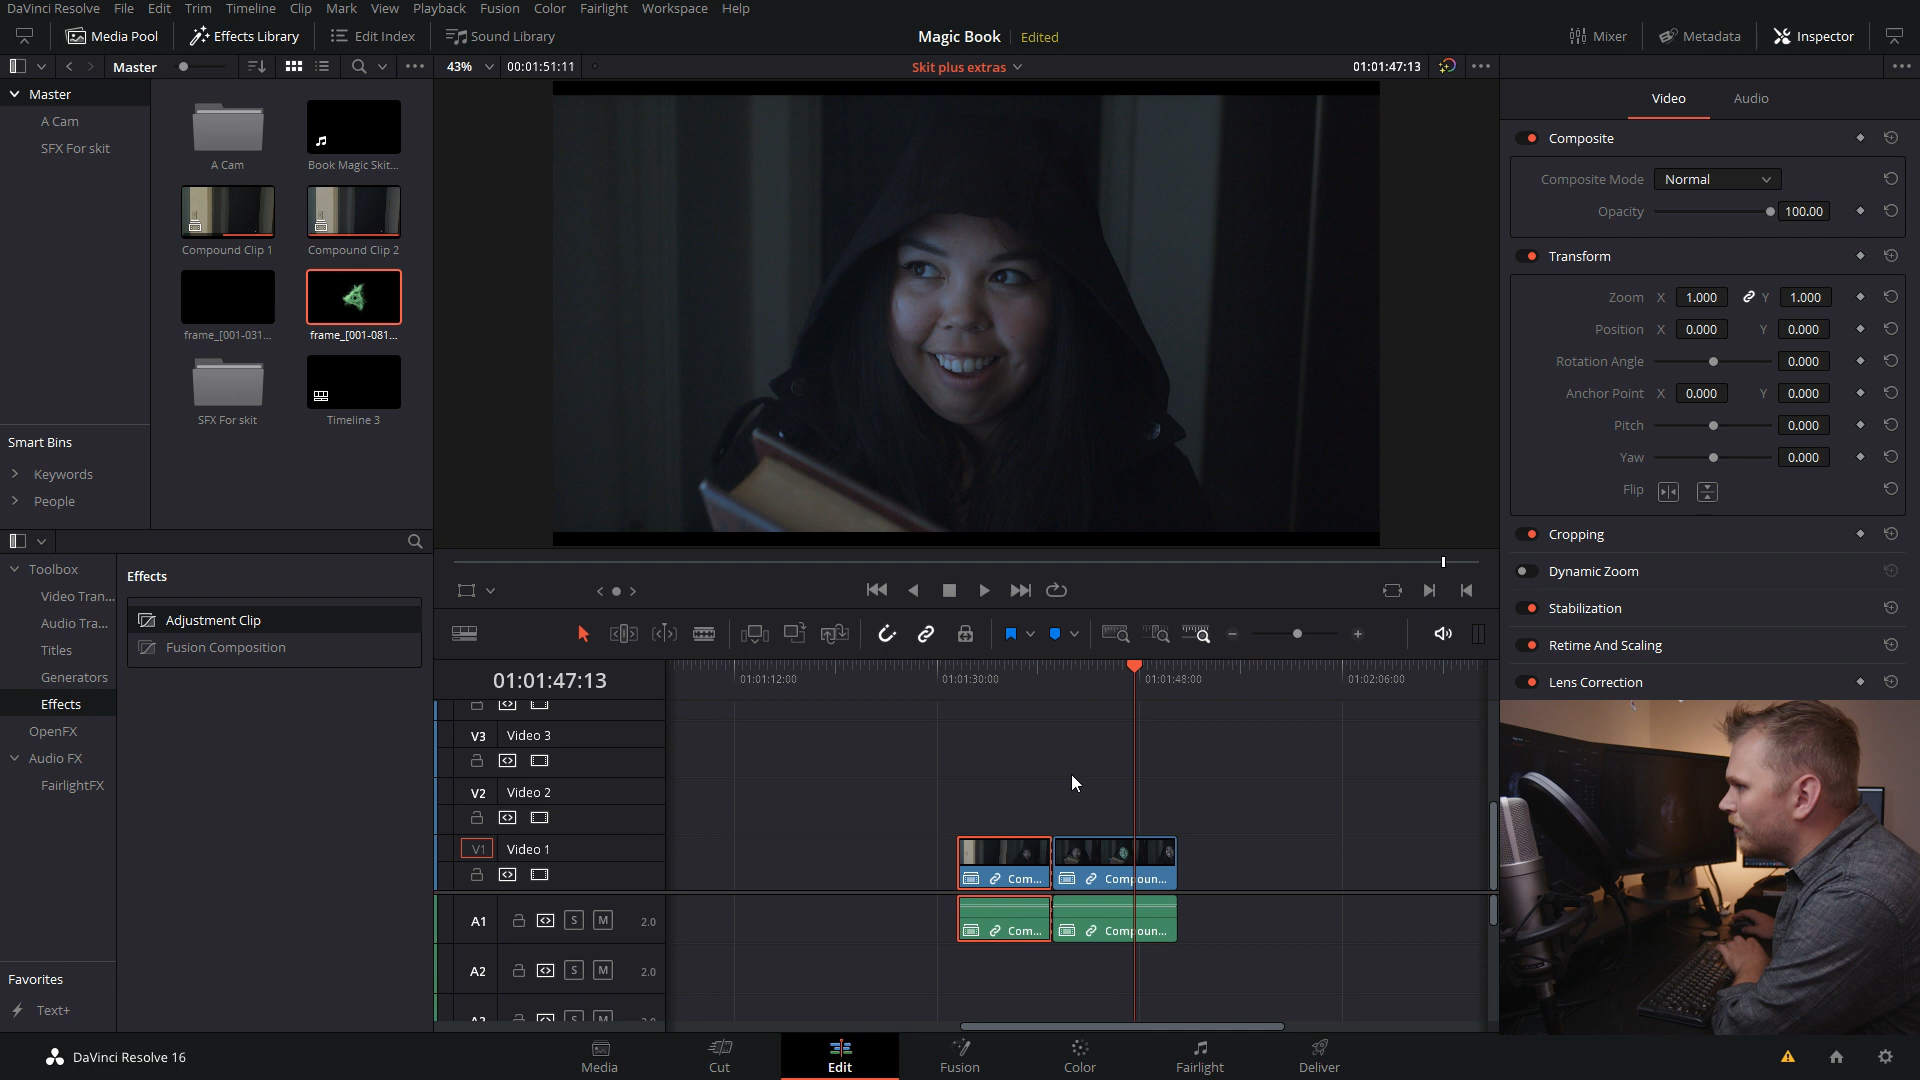 DaVinci Resolve File Edit Trim Timeline Clip Mark View Playback Fusion Color Fairlight Workspace Help
Media Pool Effects Library Edit Index Sound Library Magic Book Edited Mixer Metadata Inspector
Master 43% 00:01:51:11 Skit plus extras 01:01:47:13
Master
A Cam
SFX For skit
A Cam Book Magic Skit...
Compound Clip 1 Compound Clip 2
frame_[001-031... frame_[001-081...
SFX For skit Timeline 3
Smart Bins
Keywords
People
Video Audio
Composite
Composite Mode Normal
Opacity 100.00
Transform
Zoom X 1.000 Y 1.000
Position X 0.000 Y 0.000
Rotation Angle 0.000
Anchor Point X 0.000 Y 0.000
Pitch 0.000
Yaw 0.000
Flip
Cropping
Dynamic Zoom
Stabilization
Retime And Scaling
Lens Correction
Toolbox
Video Tran...
Audio Tra...
Titles
Generators
Effects
OpenFX
Audio FX
FairlightFX
Favorites
Text+
Effects
Adjustment Clip
Fusion Composition
01:01:47:13 01:01:12:00 01:01:30:00 01:01:48:00 01:02:06:00
V3 Video 3
V2 Video 2
V1 Video 1
Com... Compoun...
A1 S M 2.0
Com... Compoun...
A2 S M 2.0
DaVinci Resolve 16 Media Cut Edit Fusion Color Fairlight Deliver